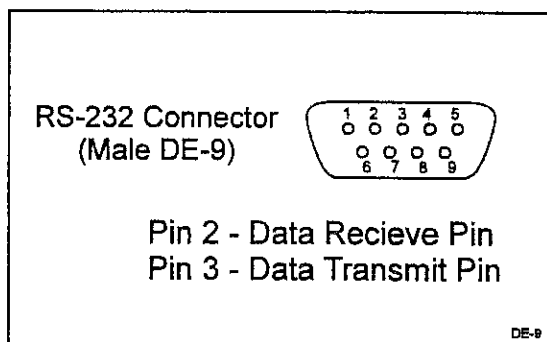 RS-232 Connector
(Male DE-9)
1 2 3 4 5
6 7 8 9
Pin 2 - Data Recieve Pin
Pin 3 - Data Transmit Pin
DE-9